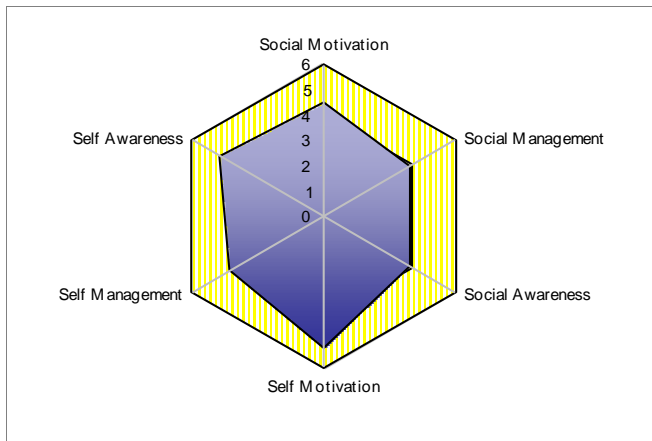 Social Motivation
6
5
4
3
2
1
0
Social Management
Social Awareness
Self Motivation
Self Management
Self Awareness